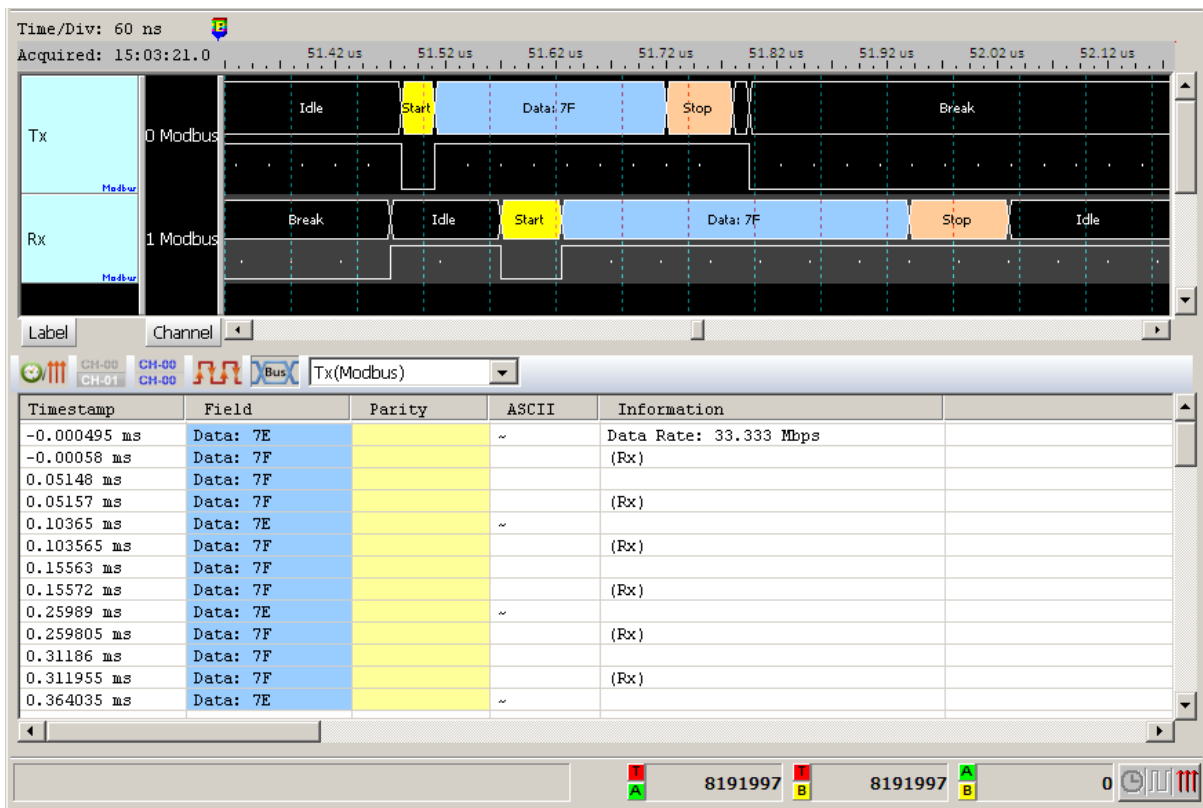 Time/Div: 60 ns
Acquired: 15:03:21.0 51.42 us 51.52 us 51.62 us 51.72 us 51.82 us 51.92 us 52.02 us 52.12 us
Idle Start Data: 7F Stop Break
Tx 0 Modbus
Modbus
Break Idle Start Data: 7F Stop Idle
Rx 1 Modbus
Modbus
Label Channel
CH-00 CH-01 CH-00 CH-00 Bus Tx(Modbus)
Timestamp Field Parity ASCII Information
-0.000495 ms Data: 7E ~ Data Rate: 33.333 Mbps
-0.00058 ms Data: 7F (Rx)
0.05148 ms Data: 7F
0.05157 ms Data: 7F (Rx)
0.10365 ms Data: 7E ~
0.103565 ms Data: 7F (Rx)
0.15563 ms Data: 7F
0.15572 ms Data: 7F (Rx)
0.25989 ms Data: 7E ~
0.259805 ms Data: 7F (Rx)
0.31186 ms Data: 7F
0.311955 ms Data: 7F (Rx)
0.364035 ms Data: 7E ~
T A 8191997 T B 8191997 A B 0